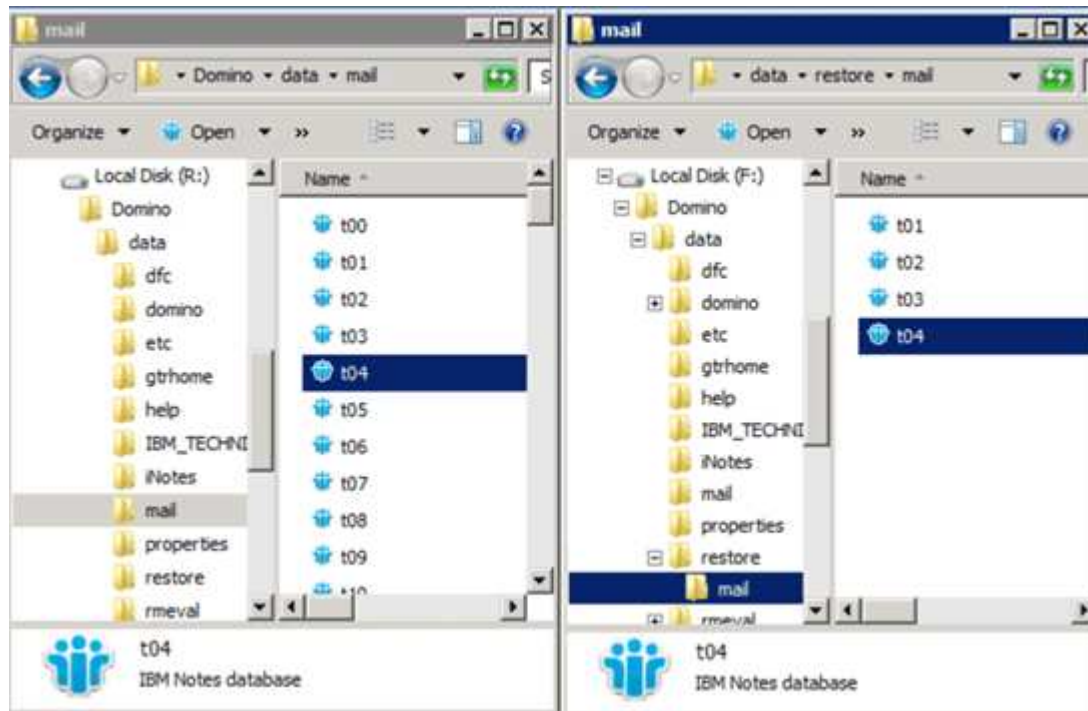 mail
Domino data mail
S
Organize Open »
Local Disk (R:)
Domino
data
dfc
domino
etc
gtrhome
help
IBM_TECHNI
iNotes
mail
properties
restore
rmeval
Name
t00
t01
t02
t03
t04
t05
t06
t07
t08
t09
t10
t04
IBM Notes database
mail
data restore mail
Organize Open »
Local Disk (F:)
Domino
data
dfc
domino
etc
gtrhome
help
IBM_TECHNI
iNotes
mail
properties
restore
mail
rmeval
Name
t01
t02
t03
t04
t04
IBM Notes database